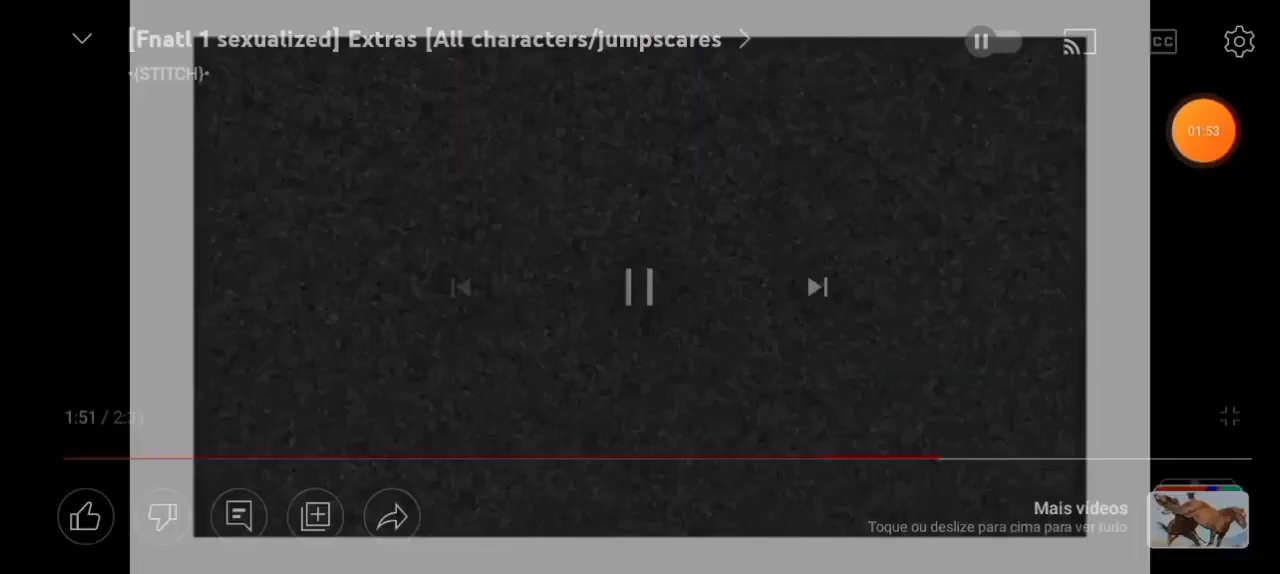 [Fnatl 1 sexualized] Extras [All characters/Jumpscares
•{STITCH}•
CC
01:53
1:51 / 2:31
Mais vídeos
Toque ou deslize para cima para ver tudo